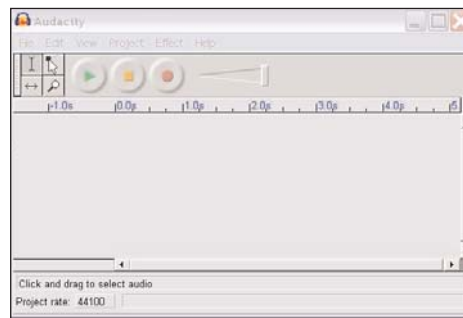 Audacity
File Edit View Project Effect Help
-1.0s 0.0s 1.0s 2.0s 3.0s 4.0s 5.
Click and drag to select audio
Project rate: 44100